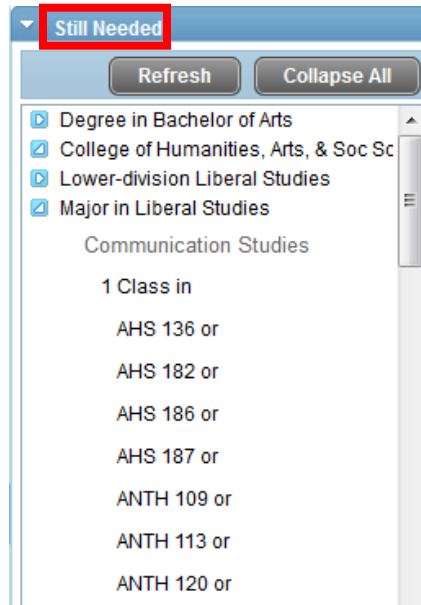 Still Needed
Refresh Collapse All
Degree in Bachelor of Arts
College of Humanities, Arts, & Soc Sc
Lower-division Liberal Studies
Major in Liberal Studies
Communication Studies
1 Class in
AHS 136 or
AHS 182 or
AHS 186 or
AHS 187 or
ANTH 109 or
ANTH 113 or
ANTH 120 or